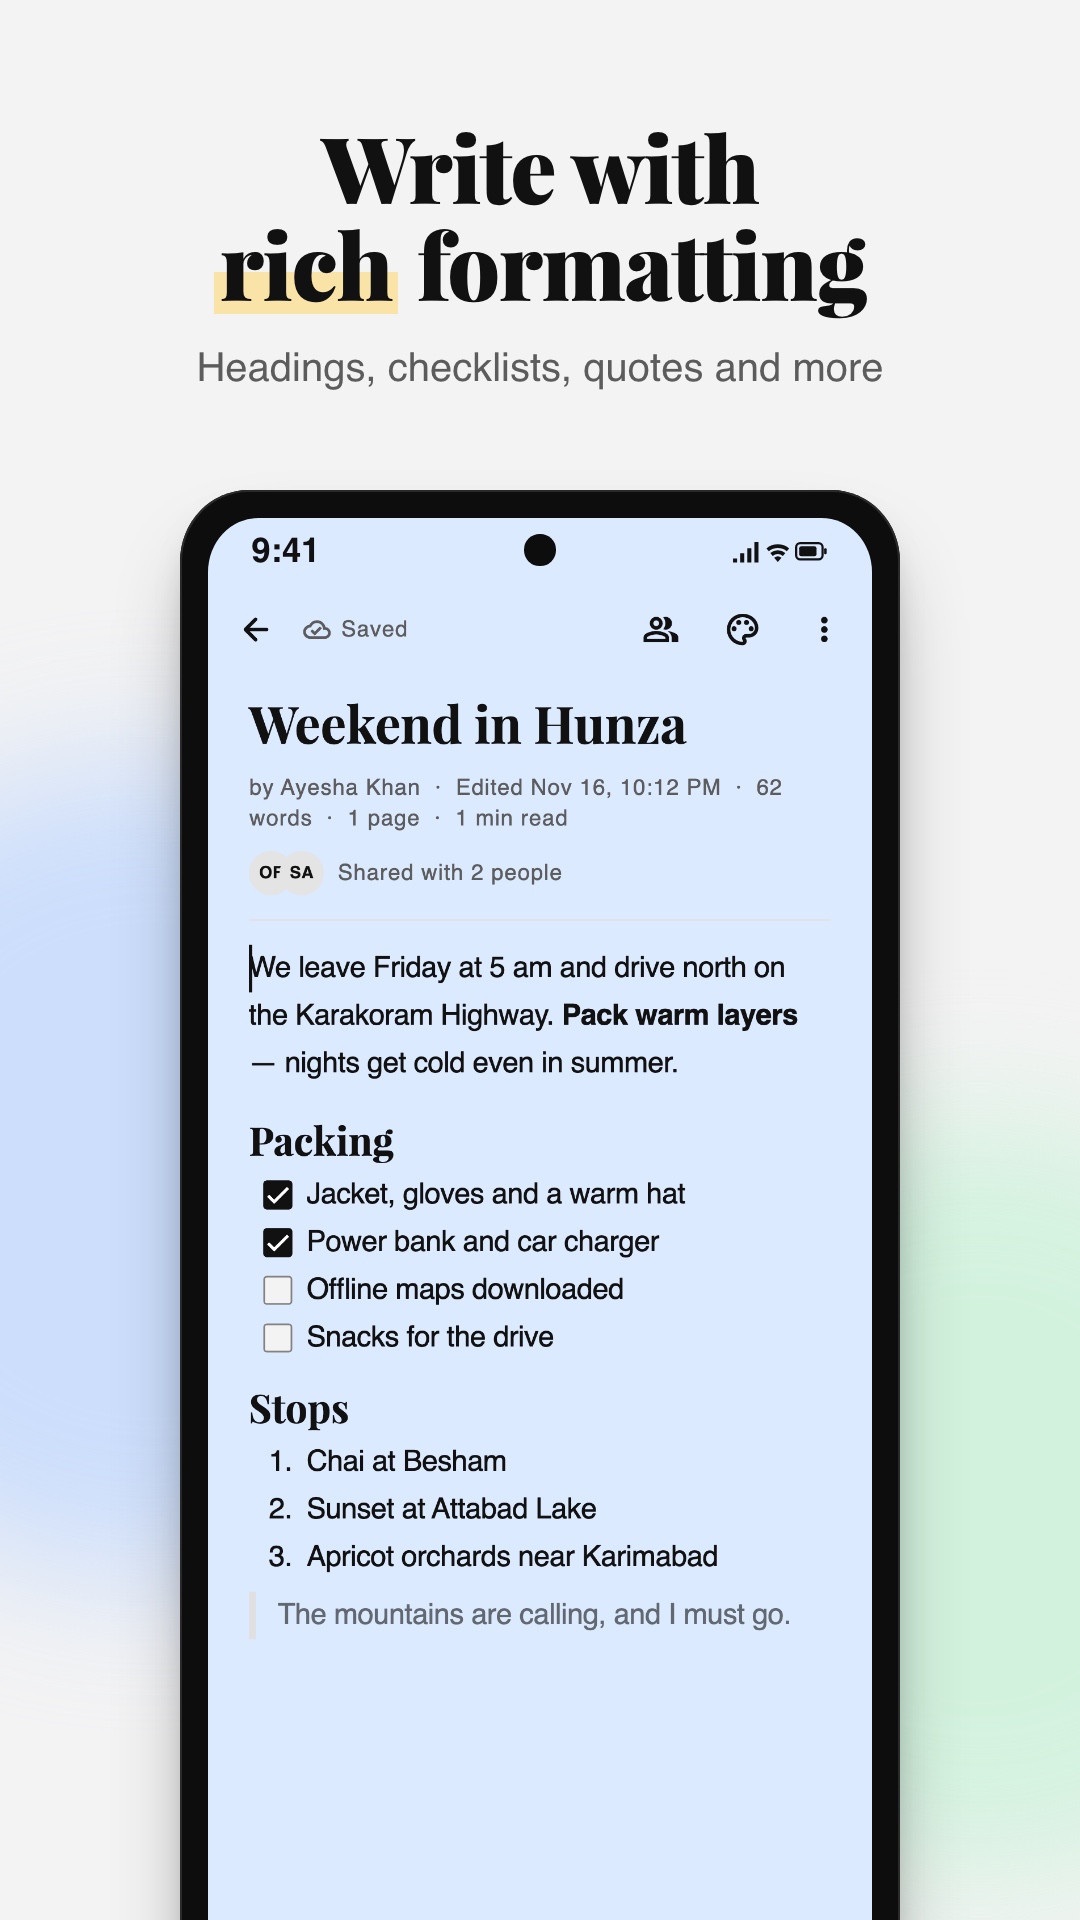 Write with
rich formatting
Headings, checklists, quotes and more
9:41
Saved
Weekend in Hunza
by Ayesha Khan · Edited Nov 16, 10:12 PM · 62
words · 1 page · 1 min read
OF SA Shared with 2 people
We leave Friday at 5 am and drive north on
the Karakoram Highway. Pack warm layers
— nights get cold even in summer.
Packing
Jacket, gloves and a warm hat
Power bank and car charger
Offline maps downloaded
Snacks for the drive
Stops
1. Chai at Besham
2. Sunset at Attabad Lake
3. Apricot orchards near Karimabad
The mountains are calling, and I must go.